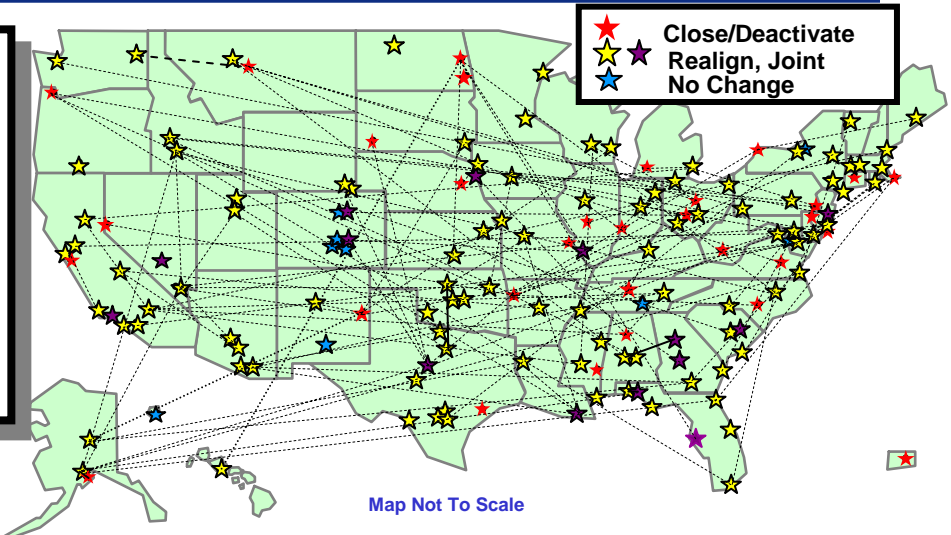 Close/Deactivate
Realign, Joint
No Change
Map Not To Scale